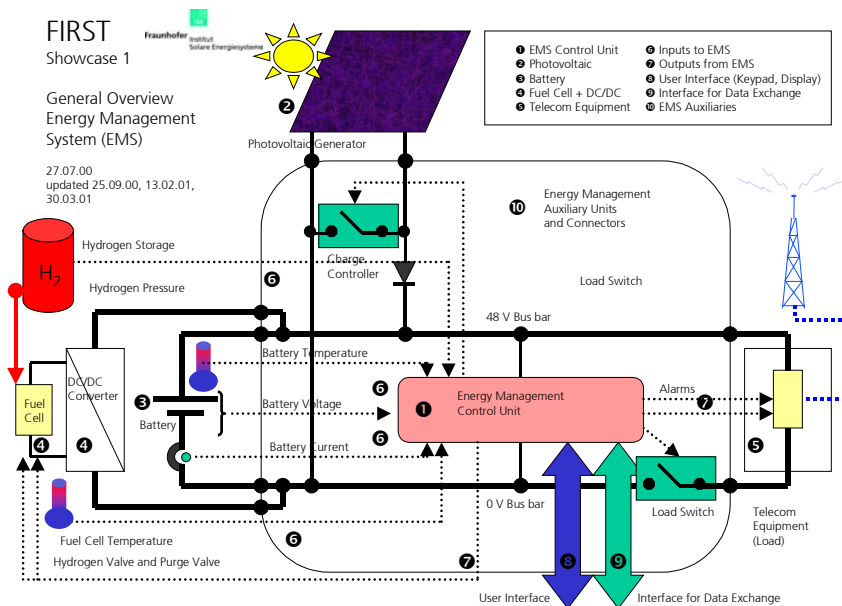 FIRST
Showcase 1
Fraunhofer
Institut
Solare Energiesysteme
General Overview
Energy Management
System (EMS)
27.07.00
updated 25.09.00, 13.02.01,
30.03.01
❶ EMS Control Unit
❷ Photovoltaic
❸ Battery
❹ Fuel Cell + DC/DC
❺ Telecom Equipment
❻ Inputs to EMS
❼ Outputs from EMS
❽ User Interface (Keypad, Display)
❾ Interface for Data Exchange
❿ EMS Auxiliaries
❷
Photovoltaic Generator
❿
Energy Management
Auxiliary Units
and Connectors
Hydrogen Storage
H2
Charge
Controller
❻
Load Switch
Hydrogen Pressure
48 V Bus bar
Battery Temperature
DC/DC
Converter
Fuel
Cell
❹
❹
❸
Battery
Battery Voltage
❻
❶
Energy Management
Control Unit
Alarms
❼
❻
Battery Current
❺
0 V Bus bar
Load Switch
Telecom
Equipment
(Load)
Fuel Cell Temperature
❻
Hydrogen Valve and Purge Valve
❼
❽
❾
User Interface
Interface for Data Exchange